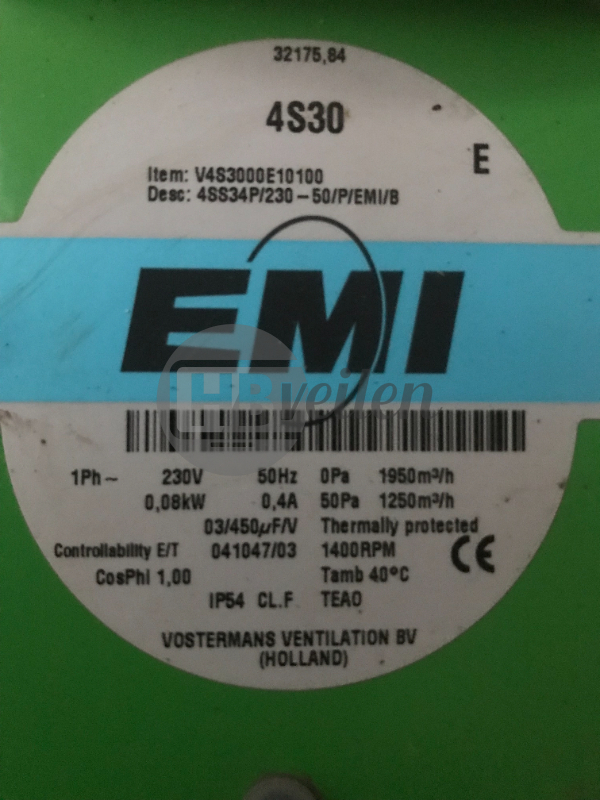 32175,84
4S30
E
Item: V4S3000E10100
Desc: 4SS34P/230-50/P/EMI/B
EMI
HBveilen
1Ph~ 230V 50Hz 0Pa 1950m³/h
0,08kW 0,4A 50Pa 1250m³/h
03/450µF/V Thermally protected
Controllability E/T 041047/03 1400RPM CE
CosPhi 1,00 Tamb 40°C
IP54 CL.F TEAO
VOSTERMANS VENTILATION BV
(HOLLAND)